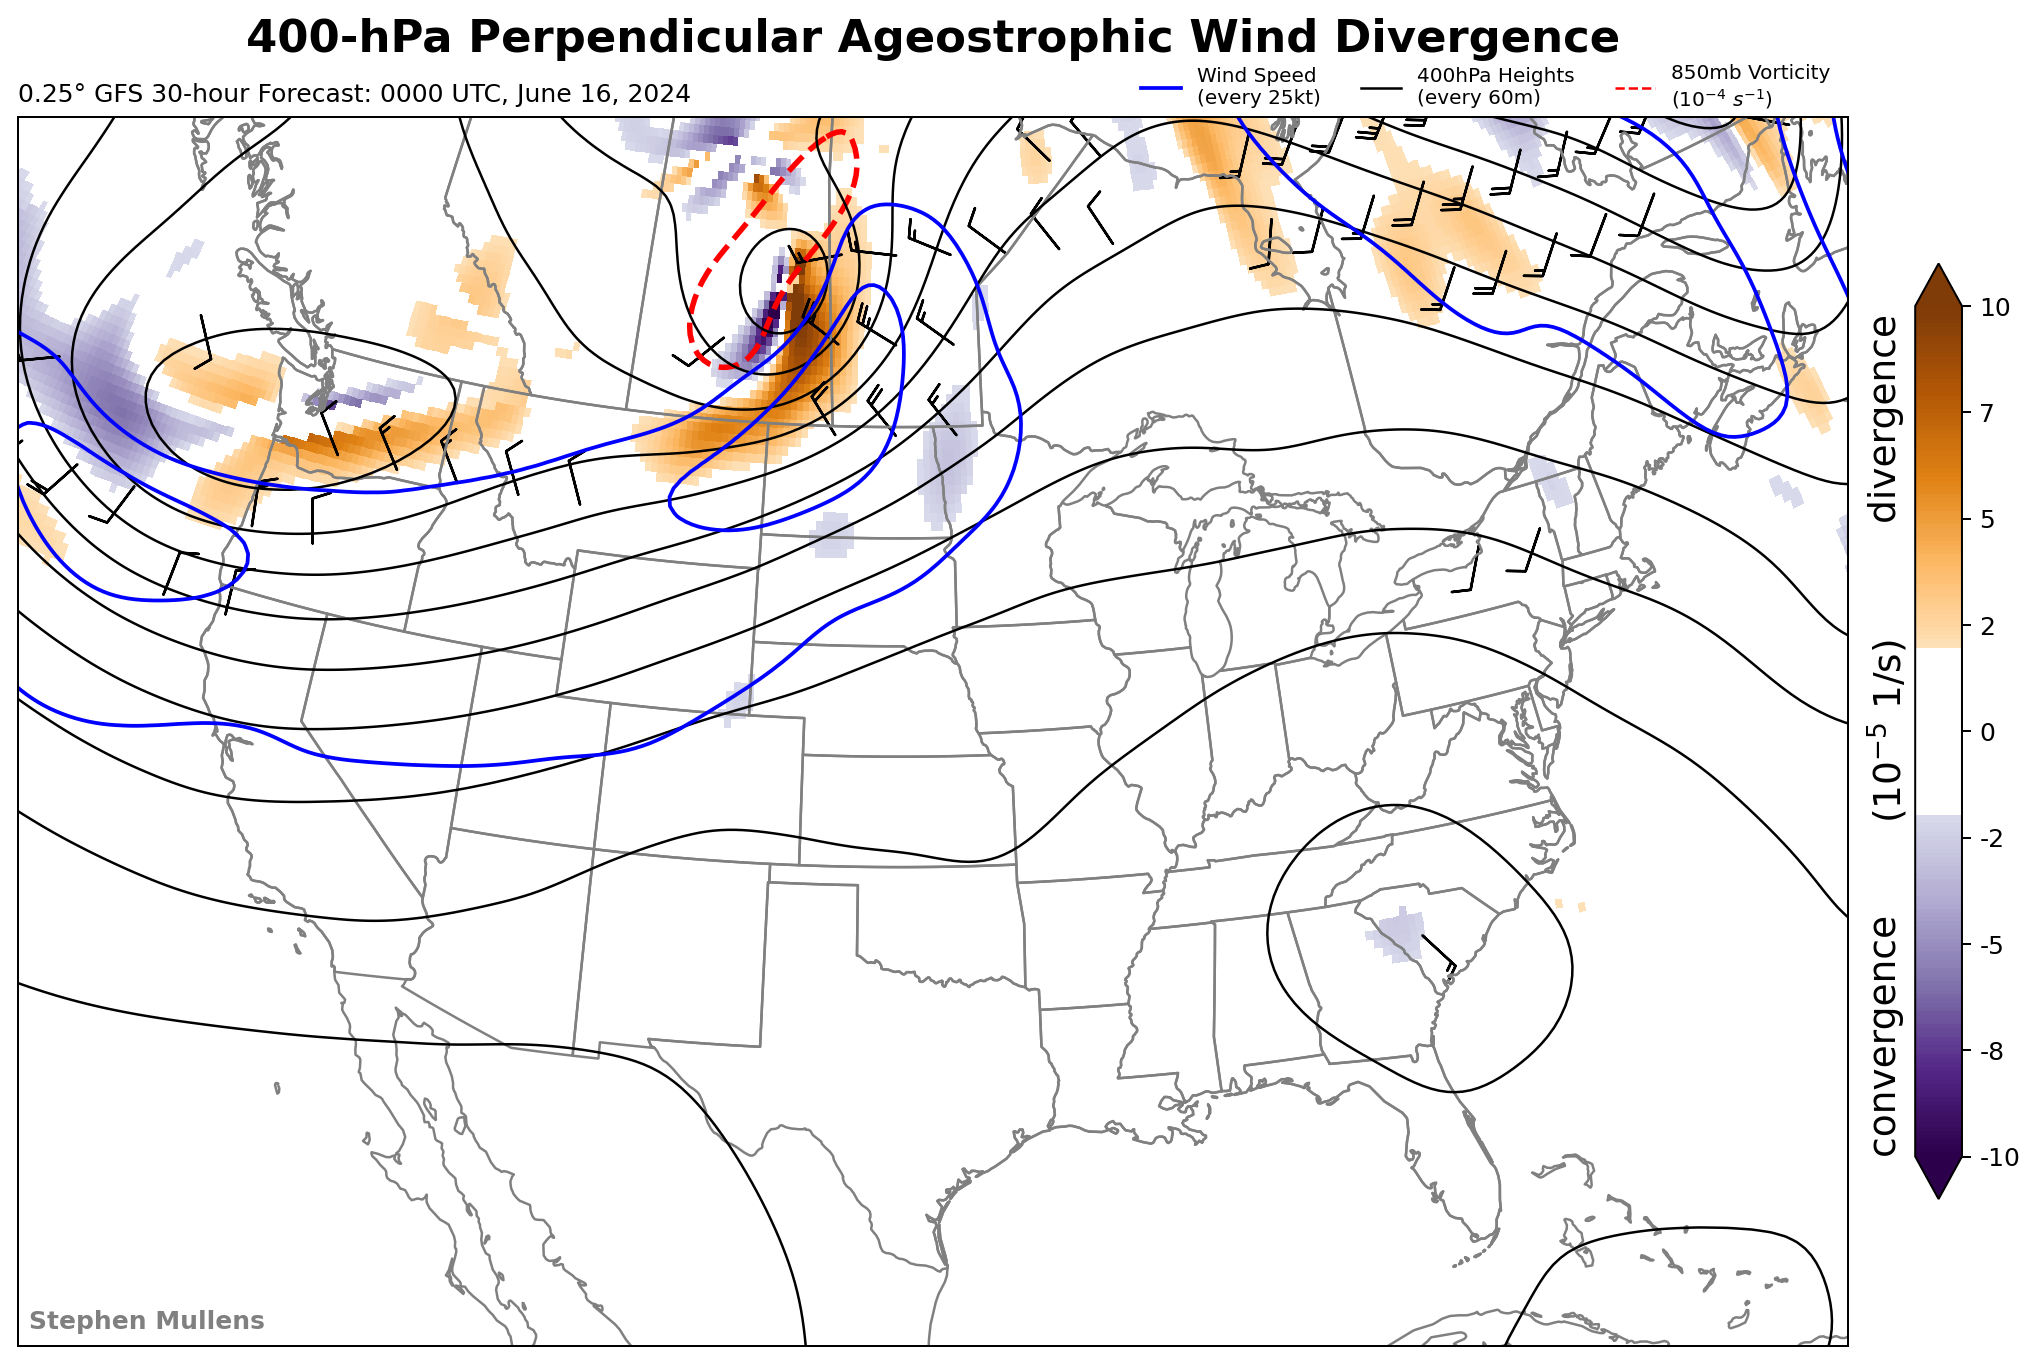 400-hPa Perpendicular Ageostrophic Wind Divergence
0.25° GFS 30-hour Forecast: 0000 UTC, June 16, 2024
Wind Speed
(every 25kt)
400hPa Heights
(every 60m)
850mb Vorticity
(10⁻⁴ s⁻¹)
10
7
5
2
0
-2
-5
-8
-10
convergence (10⁻⁵ 1/s) divergence
Stephen Mullens